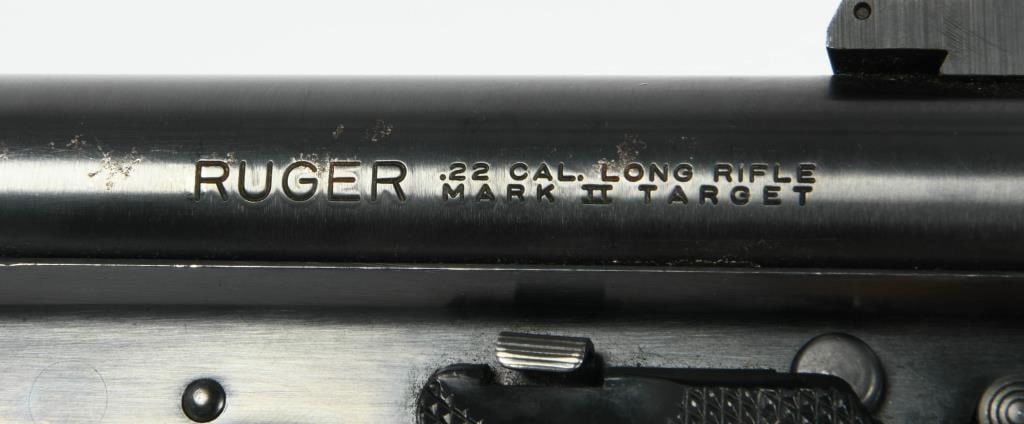 RUGER
.22 CAL. LONG RIFLE
MARK II TARGET